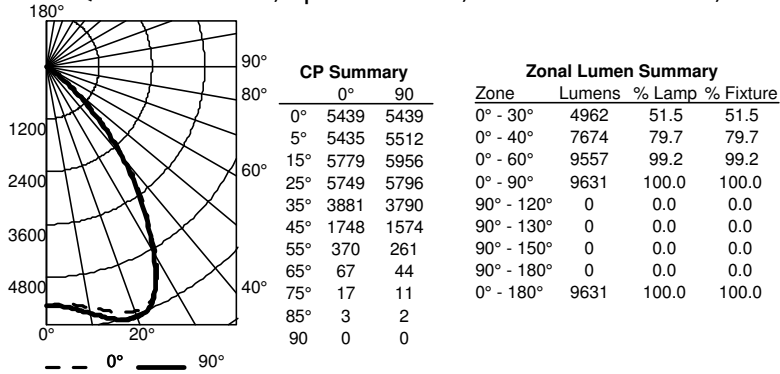 180°
90°
80°
1200
60°
2400
3600
4800
40°
0° 20°
0° 90°
CP Summary
0° 90
0° 5439 5439
5° 5435 5512
15° 5779 5956
25° 5749 5796
35° 3881 3790
45° 1748 1574
55° 370 261
65° 67 44
75° 17 11
85° 3 2
90 0 0
Zonal Lumen Summary
Zone Lumens % Lamp % Fixture
0° - 30° 4962 51.5 51.5
0° - 40° 7674 79.7 79.7
0° - 60° 9557 99.2 99.2
0° - 90° 9631 100.0 100.0
90° - 120° 0 0.0 0.0
90° - 130° 0 0.0 0.0
90° - 150° 0 0.0 0.0
90° - 180° 0 0.0 0.0
0° - 180° 9631 100.0 100.0